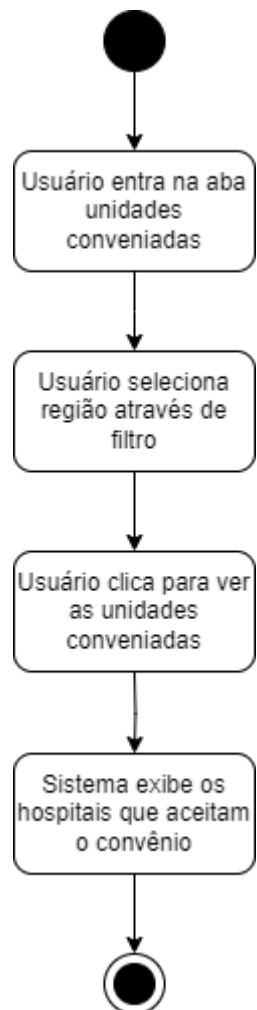 Usuário entra na aba
unidades
conveniadas
Usuário seleciona
região através de
filtro
Usuário clica para ver
as unidades
conveniadas
Sistema exibe os
hospitais que aceitam
o convênio